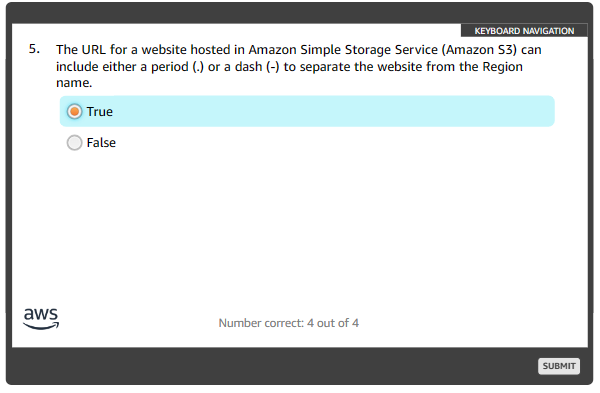 KEYBOARD NAVIGATION
5. The URL for a website hosted in Amazon Simple Storage Service (Amazon S3) can
include either a period (.) or a dash (-) to separate the website from the Region
name.
True
False
aws
Number correct: 4 out of 4
SUBMIT